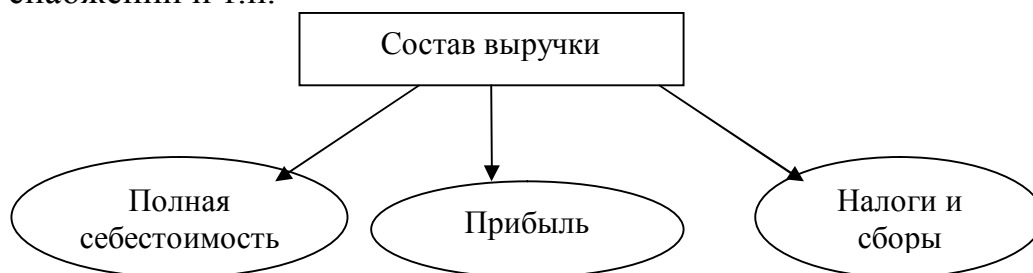 Состав выручки
Полная
себестоимость
Прибыль
Налоги и
сборы